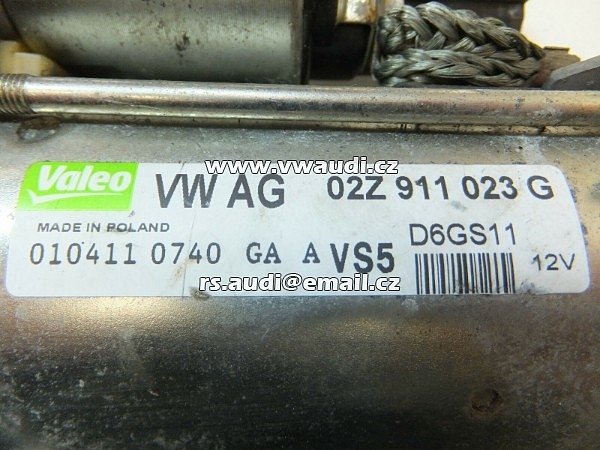 www.vwaudi.cz
Valeo VW AG 02Z 911 023 G
MADE IN POLAND
D6GS11
010411 0740 GA A VS5 12V
rs.audi@email.cz